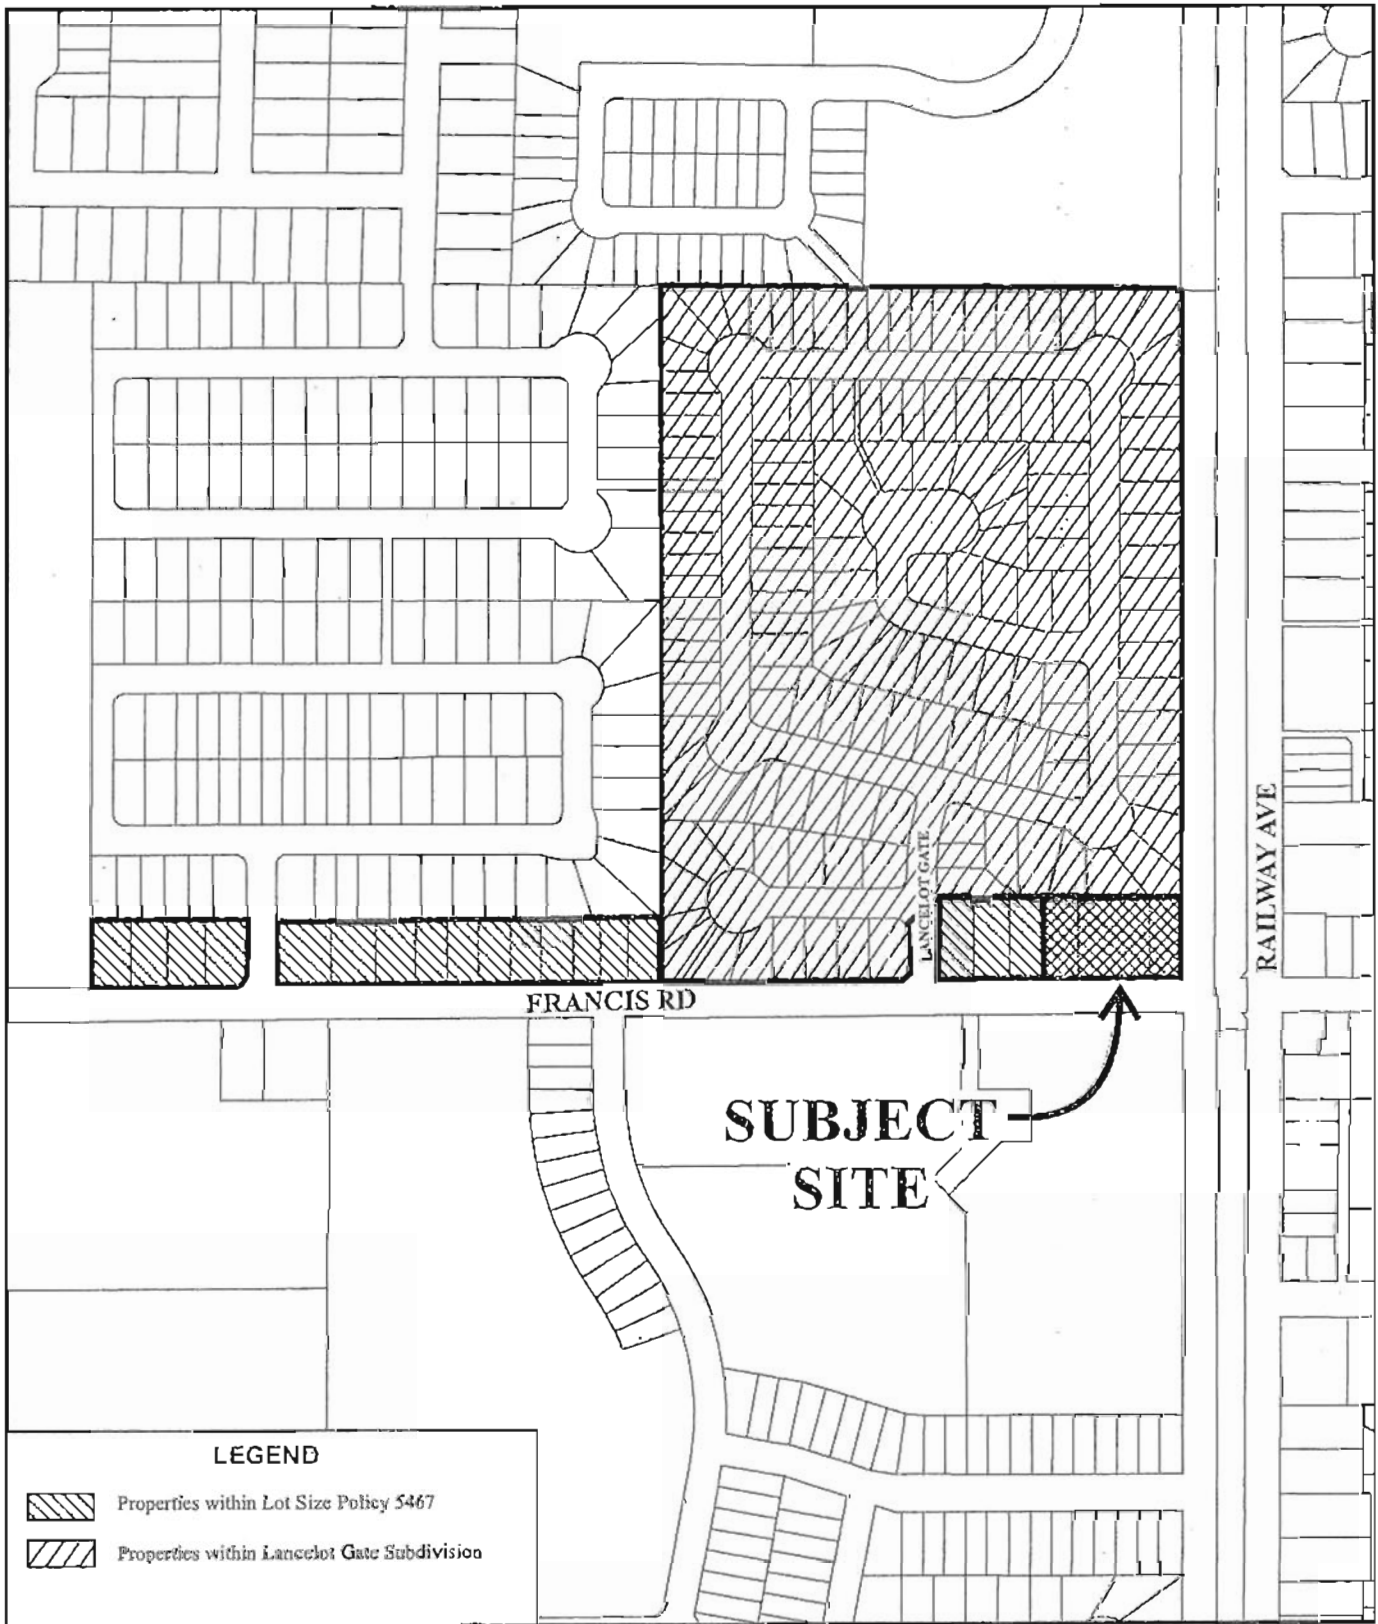 LANCELOT GATE
RAILWAY AVE
FRANCIS RD
SUBJECT
SITE
LEGEND
Properties within Lot Size Policy 5467
Properties within Lancelot Gate Subdivision